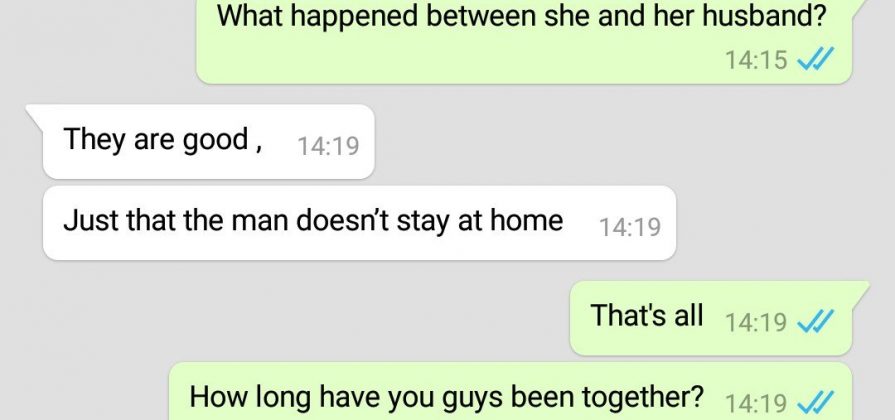 What happened between she and her husband?
14:15
They are good , 14:19
Just that the man doesn’t stay at home 14:19
That's all 14:19
How long have you guys been together? 14:19